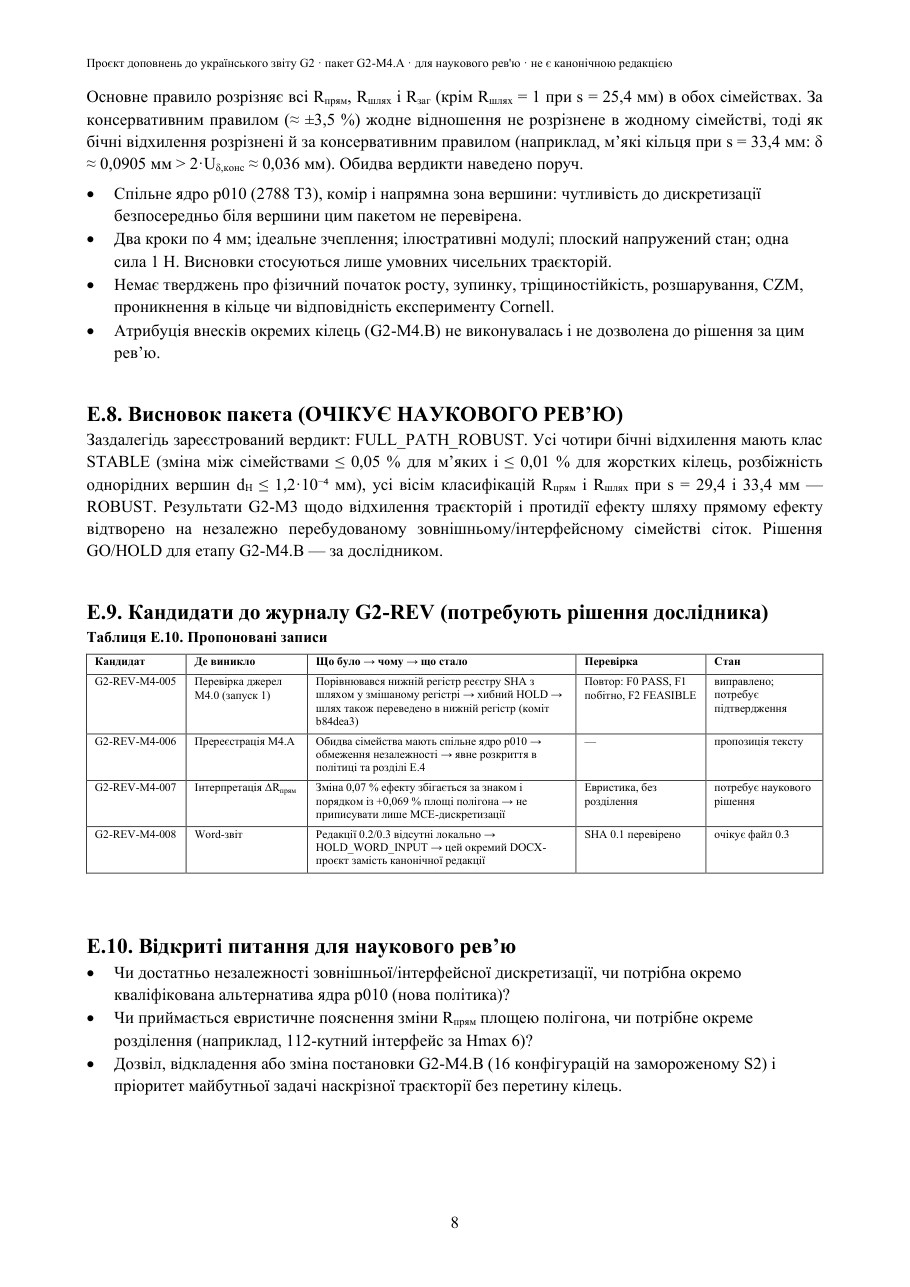 Проєкт доповнень до українського звіту G2 · пакет G2-M4.A · для наукового рев'ю · не є канонічною редакцією
Основне правило розрізняє всі Rпрям, Rшлях і Rзаг (крім Rшлях = 1 при s = 25,4 мм) в обох сімействах. За
консервативним правилом (≈ ±3,5 %) жодне відношення не розрізнене в жодному сімействі, тоді як
бічні відхилення розрізнені й за консервативним правилом (наприклад, м’які кільця при s = 33,4 мм: δ
≈ 0,0905 мм > 2·Uδ,конс ≈ 0,036 мм). Обидва вердикти наведено поруч.
• Спільне ядро p010 (2788 T3), комір і напрямна зона вершини: чутливість до дискретизації
безпосередньо біля вершини цим пакетом не перевірена.
• Два кроки по 4 мм; ідеальне зчеплення; ілюстративні модулі; плоский напружений стан; одна
сила 1 Н. Висновки стосуються лише умовних чисельних траєкторій.
• Немає тверджень про фізичний початок росту, зупинку, тріщиностійкість, розшарування, CZM,
проникнення в кільце чи відповідність експерименту Cornell.
• Атрибуція внесків окремих кілець (G2-M4.B) не виконувалась і не дозволена до рішення за цим
рев’ю.
E.8. Висновок пакета (ОЧІКУЄ НАУКОВОГО РЕВ’Ю)
Заздалегідь зареєстрований вердикт: FULL_PATH_ROBUST. Усі чотири бічні відхилення мають клас
STABLE (зміна між сімействами ≤ 0,05 % для м’яких і ≤ 0,01 % для жорстких кілець, розбіжність
однорідних вершин dH ≤ 1,2·10⁻⁴ мм), усі вісім класифікацій Rпрям і Rшлях при s = 29,4 і 33,4 мм —
ROBUST. Результати G2-M3 щодо відхилення траєкторій і протидії ефекту шляху прямому ефекту
відтворено на незалежно перебудованому зовнішньому/інтерфейсному сімействі сіток. Рішення
GO/HOLD для етапу G2-M4.B — за дослідником.
E.9. Кандидати до журналу G2-REV (потребують рішення дослідника)
Таблиця E.10. Пропоновані записи
Кандидат Де виникло Що було → чому → що стало Перевірка Стан
G2-REV-M4-005 Перевірка джерел M4.0 (запуск 1) Порівнювався нижній регістр реєстру SHA з шляхом у змішаному регістрі → хибний HOLD → шлях також переведено в нижній регістр (коміт b84dea3) Повтор: F0 PASS, F1 побітно, F2 FEASIBLE виправлено; потребує підтвердження
G2-REV-M4-006 Пререєстрація M4.A Обидва сімейства мають спільне ядро p010 → обмеження незалежності → явне розкриття в політиці та розділі E.4 — пропозиція тексту
G2-REV-M4-007 Інтерпретація ΔRпрям Зміна 0,07 % ефекту збігається за знаком і порядком із +0,069 % площі полігона → не приписувати лише MCE-дискретизації Евристика, без розділення потребує наукового рішення
G2-REV-M4-008 Word-звіт Редакції 0.2/0.3 відсутні локально → HOLD_WORD_INPUT → цей окремий DOCX-проєкт замість канонічної редакції SHA 0.1 перевірено очікує файл 0.3
E.10. Відкриті питання для наукового рев’ю
• Чи достатньо незалежності зовнішньої/інтерфейсної дискретизації, чи потрібна окремо
кваліфікована альтернатива ядра p010 (нова політика)?
• Чи приймається евристичне пояснення зміни Rпрям площею полігона, чи потрібне окреме
розділення (наприклад, 112-кутний інтерфейс за Hmax 6)?
• Дозвіл, відкладення або зміна постановки G2-M4.B (16 конфігурацій на замороженому S2) і
пріоритет майбутньої задачі наскрізної траєкторії без перетину кілець.
8